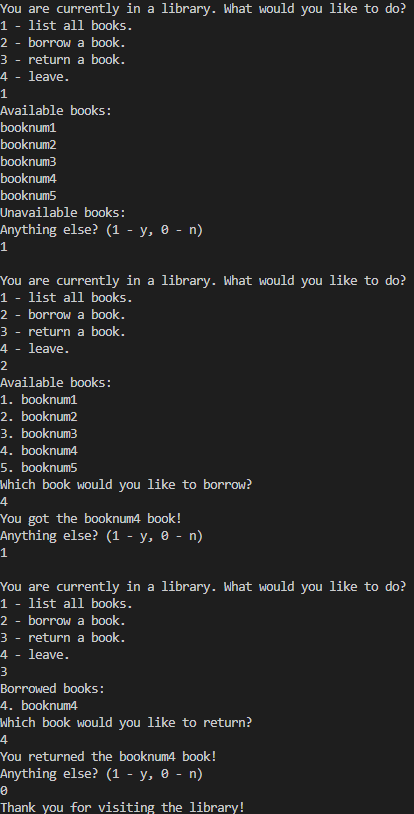 You are currently in a library. What would you like to do?
1 - list all books.
2 - borrow a book.
3 - return a book.
4 - leave.
1
Available books:
booknum1
booknum2
booknum3
booknum4
booknum5
Unavailable books:
Anything else? (1 - y, 0 - n)
1

You are currently in a library. What would you like to do?
1 - list all books.
2 - borrow a book.
3 - return a book.
4 - leave.
2
Available books:
1. booknum1
2. booknum2
3. booknum3
4. booknum4
5. booknum5
Which book would you like to borrow?
4
You got the booknum4 book!
Anything else? (1 - y, 0 - n)
1

You are currently in a library. What would you like to do?
1 - list all books.
2 - borrow a book.
3 - return a book.
4 - leave.
3
Borrowed books:
4. booknum4
Which book would you like to return?
4
You returned the booknum4 book!
Anything else? (1 - y, 0 - n)
0
Thank you for visiting the library!